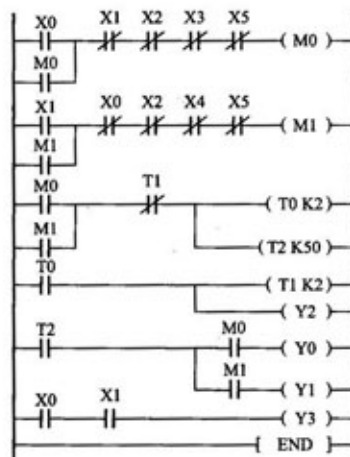 X0 X1 X2 X3 X5
( M0 )
M0
X1 X0 X2 X4 X5
( M1 )
M1
M0 T1
( T0 K2 )
M1
( T2 K50 )
T0
( T1 K2 )
( Y2 )
T2 M0
( Y0 )
M1
( Y1 )
X0 X1
( Y3 )
[ END ]